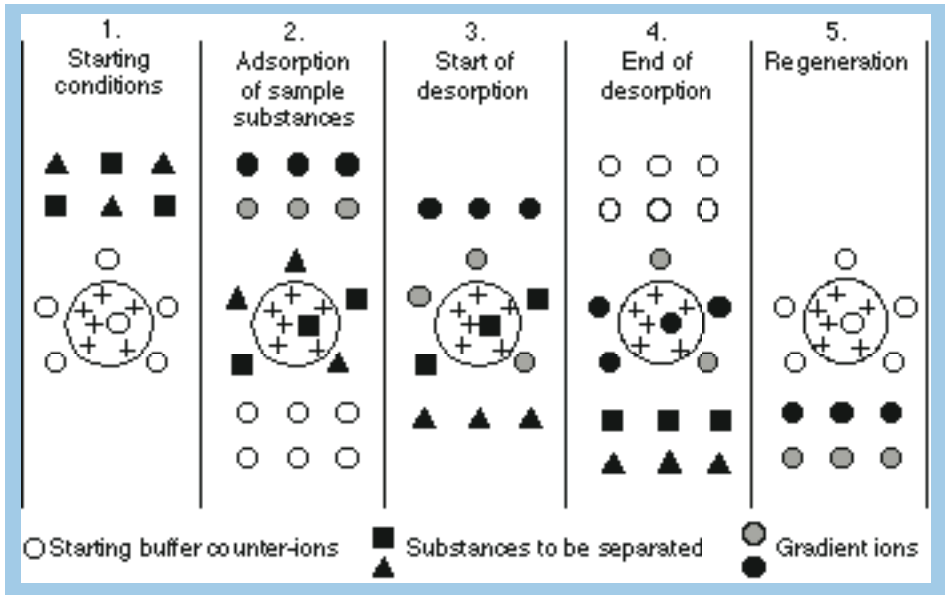 1.
Starting
conditions
2.
Adsorption
of sample
substances
3.
Start of
desorption
4.
End of
desorption
5.
Regeneration
Starting buffer counter-ions
Substances to be separated
Gradient ions